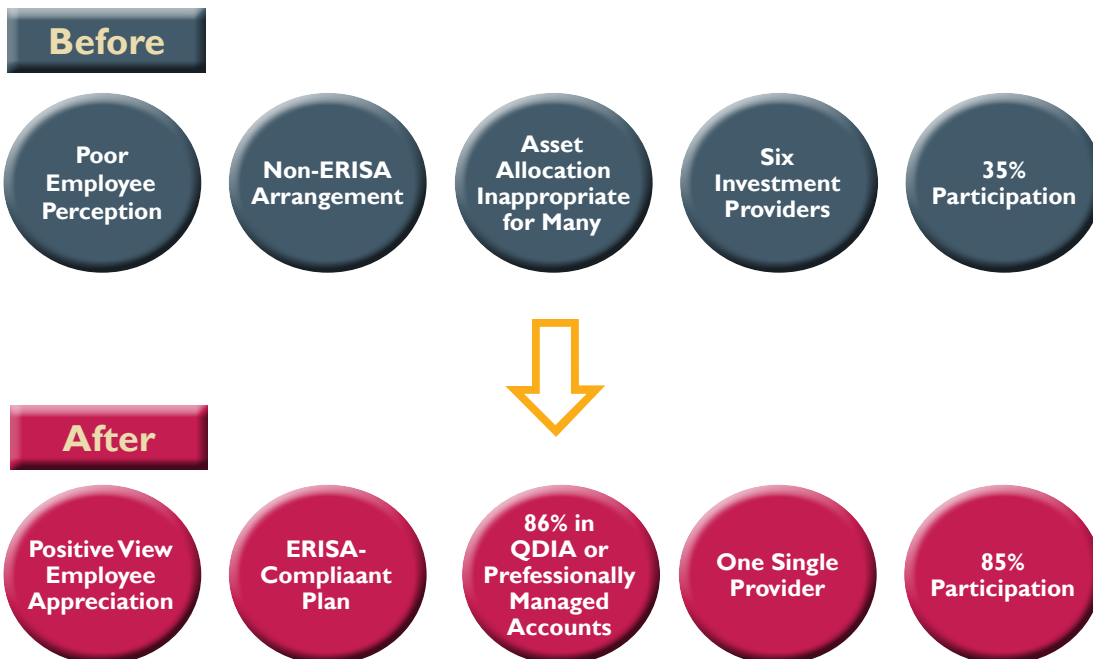 Before
Poor
Employee
Perception
Non-ERISA
Arrangement
Asset
Allocation
Inappropriate
for Many
Six
Investment
Providers
35%
Participation
After
Positive View
Employee
Appreciation
ERISA-
Compliaant
Plan
86% in
QDIA or
Prefessionally
Managed
Accounts
One Single
Provider
85%
Participation